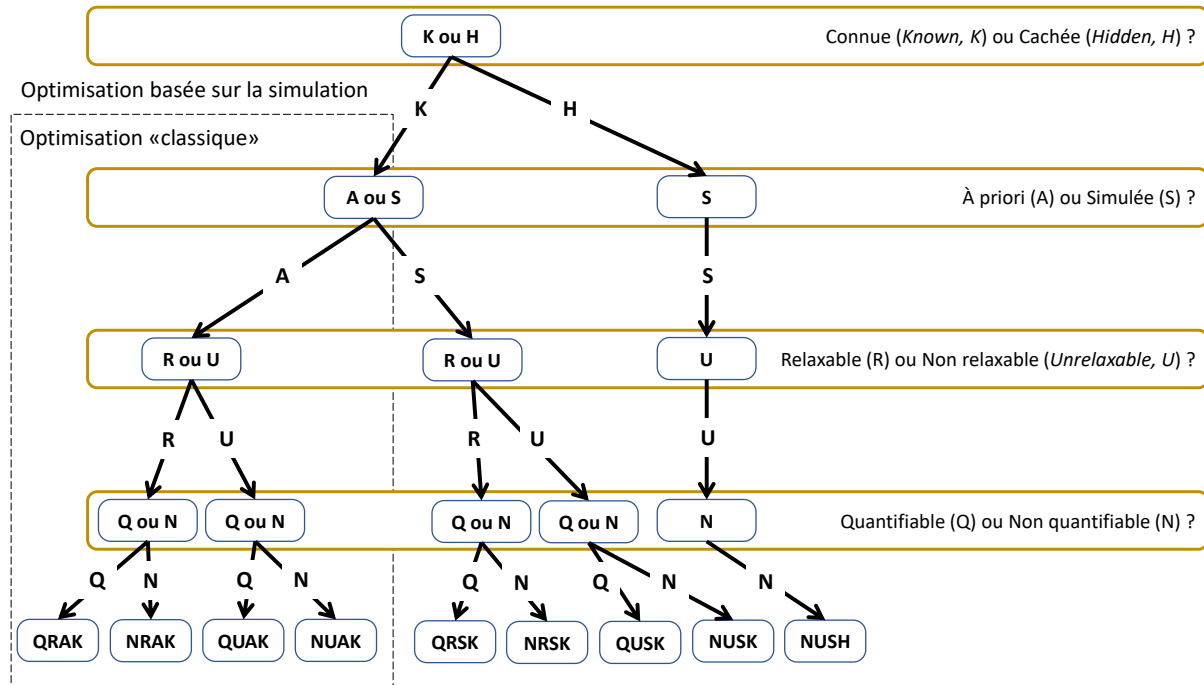 K ou H
Connue (Known, K) ou Cachée (Hidden, H) ?
Optimisation basée sur la simulation
K
H
Optimisation «classique»
A ou S
S
À priori (A) ou Simulée (S) ?
A
S
S
R ou U
R ou U
U
Relaxable (R) ou Non relaxable (Unrelaxable, U) ?
R
U
R
U
U
Q ou N
Q ou N
Q ou N
Q ou N
N
Quantifiable (Q) ou Non quantifiable (N) ?
Q
N
Q
N
Q
N
Q
N
N
QRAK
NRAK
QUAK
NUAK
QRSK
NRSK
QUSK
NUSK
NUSH